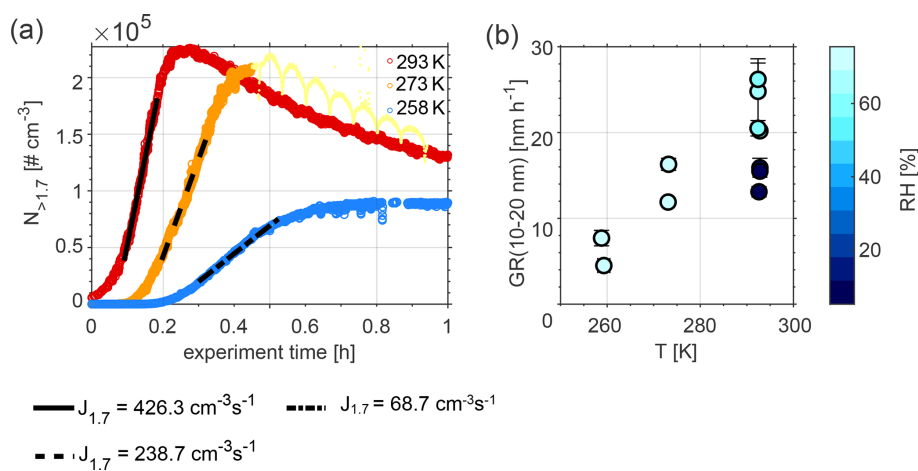 (a)
×10⁵
N>1.7 [# cm⁻³]
2
1.5
1
0.5
0
0
0.2
0.4
0.6
0.8
1
experiment time [h]
293 K
273 K
258 K
(b)
GR(10-20 nm) [nm h⁻¹]
30
20
10
0
260
280
300
T [K]
60
40
20
RH [%]
J1.7 = 426.3 cm⁻³s⁻¹
J1.7 = 68.7 cm⁻³s⁻¹
J1.7 = 238.7 cm⁻³s⁻¹